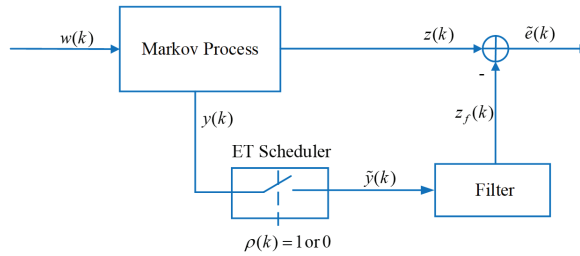 w(k)
Markov Process
z(k)
ẽ(k)
-
y(k)
z_f(k)
ET Scheduler
ỹ(k)
Filter
ρ(k) = 1 or 0